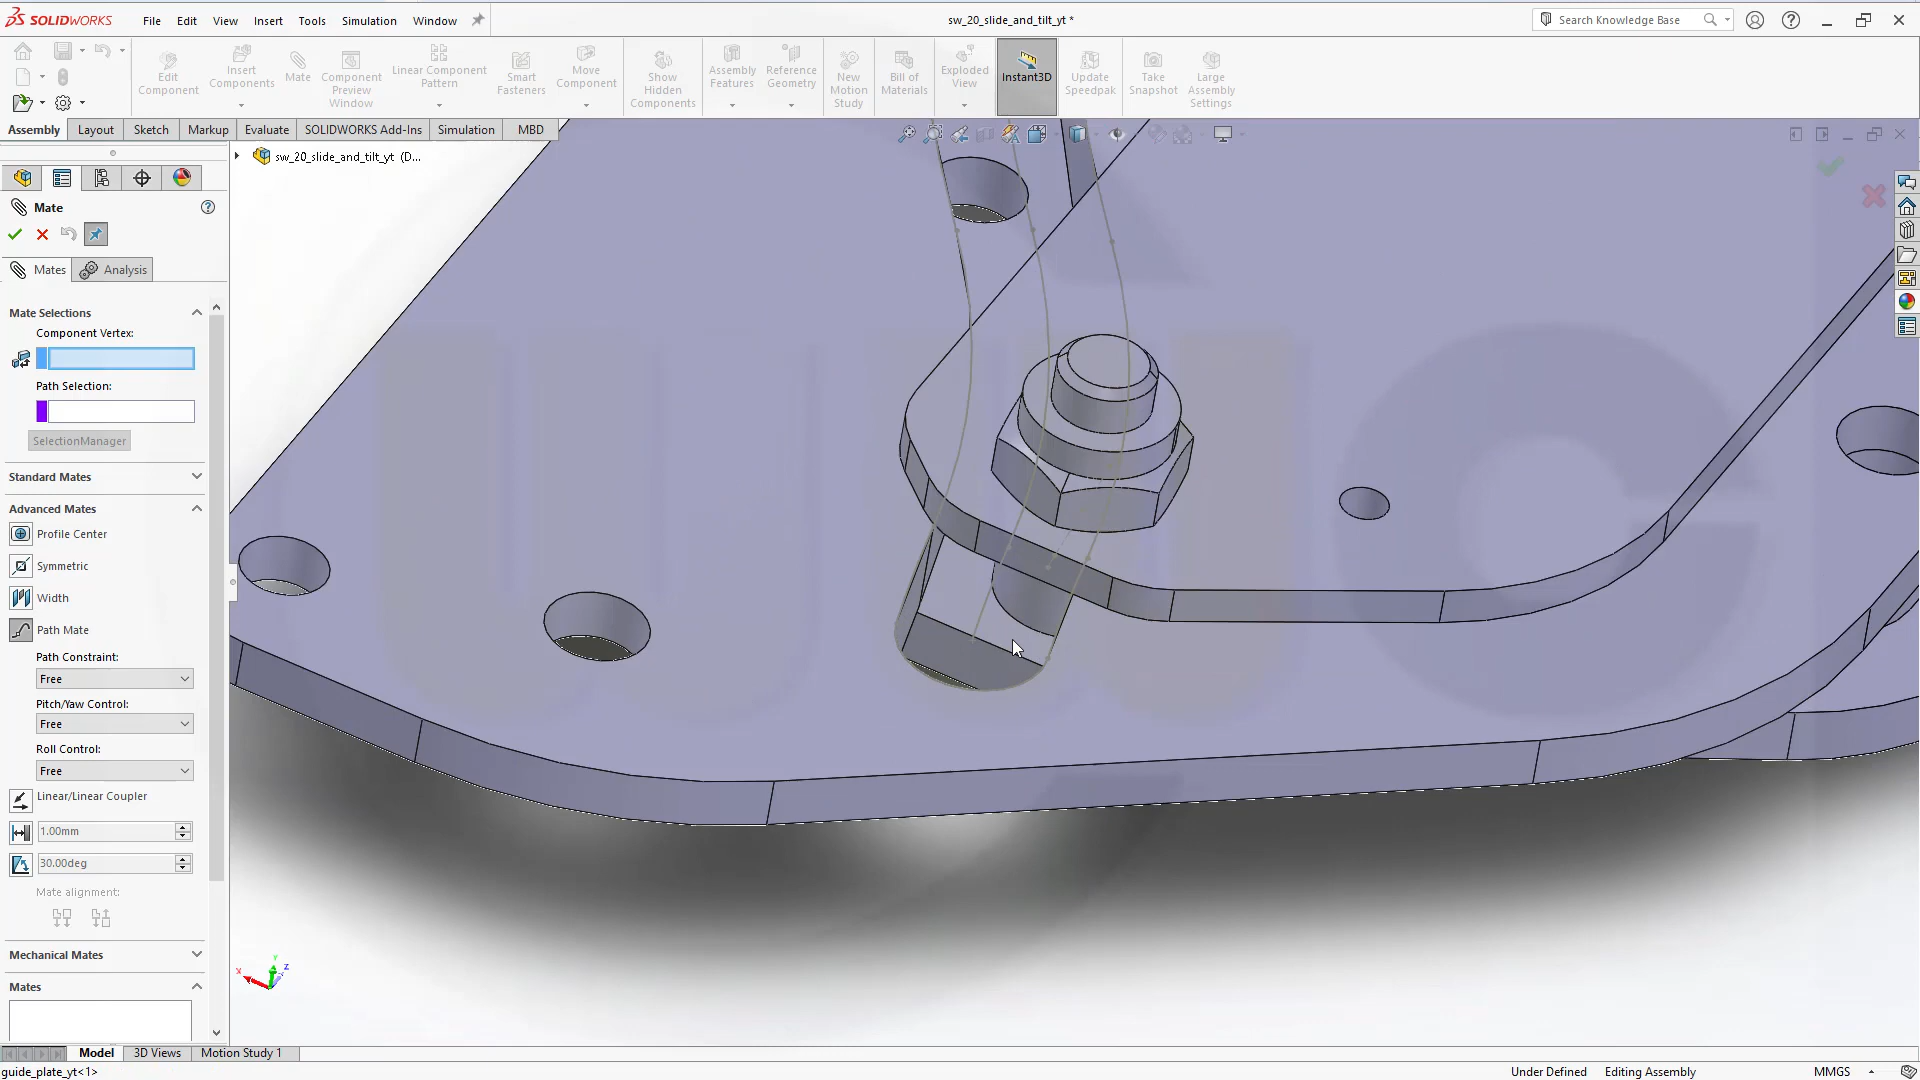 SOLIDWORKS File Edit View Insert Tools Simulation Window sw_20_slide_and_tilt_yt * Search Knowledge Base
Edit Component
Insert Components
Mate
Component Preview Window
Linear Component Pattern
Smart Fasteners
Move Component
Show Hidden Components
Assembly Features
Reference Geometry
New Motion Study
Bill of Materials
Exploded View
Instant3D
Update Speedpak
Take Snapshot
Large Assembly Settings
Assembly Layout Sketch Markup Evaluate SOLIDWORKS Add-Ins Simulation MBD
sw_20_slide_and_tilt_yt (D...
Mate
Mates Analysis
Mate Selections
Component Vertex:
Path Selection:
SelectionManager
Standard Mates
Advanced Mates
Profile Center
Symmetric
Width
Path Mate
Path Constraint:
Free
Pitch/Yaw Control:
Free
Roll Control:
Free
Linear/Linear Coupler
1.00mm
30.00deg
Mate alignment:
Mechanical Mates
Mates
X Y Z
Model 3D Views Motion Study 1
guide_plate_yt<1> Under Defined Editing Assembly MMGS